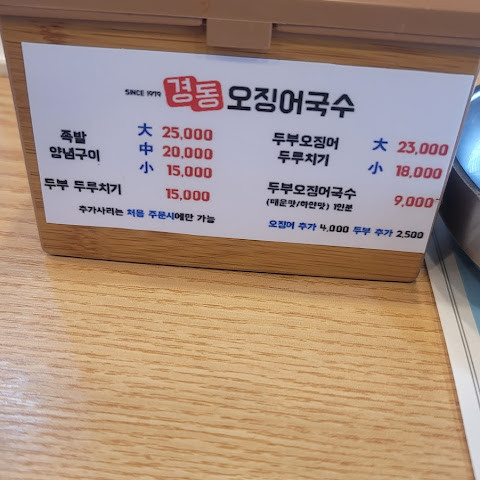 SINCE 1979 경동 오징어국수
족발
양념구이
大 25,000
中 20,000
小 15,000
두부 두루치기 15,000
추가사리는 처음 주문시에만 가능
두부오징어
두루치기
大 23,000
小 18,000
두부오징어국수 9,000
(매운맛/하얀맛) 1인분
오징어 추가 4,000 두부 추가 2,500